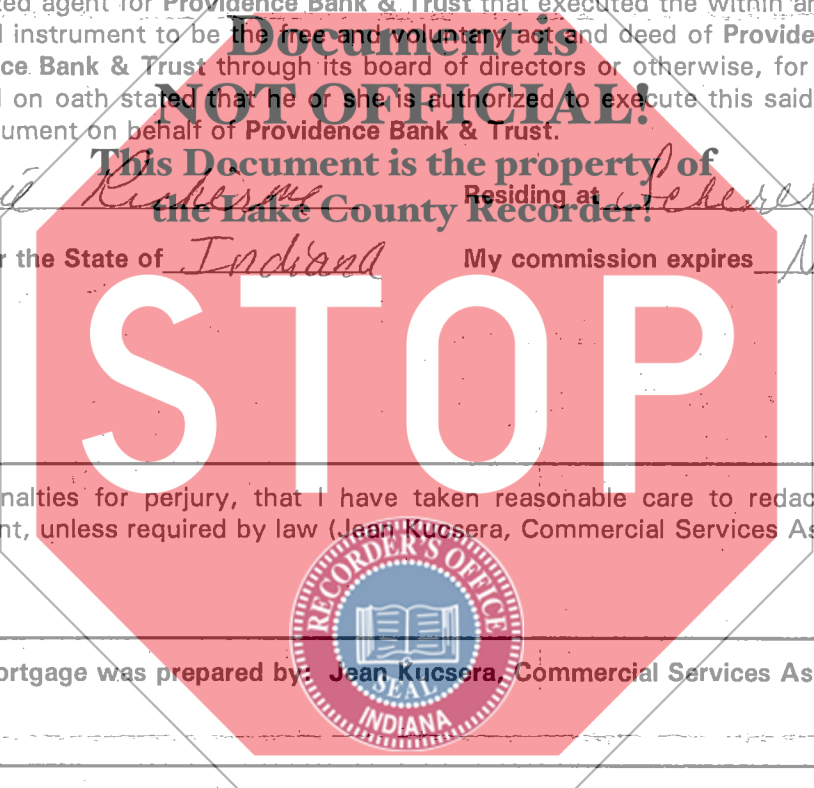 ted agent for Providence Bank & Trust that executed the within an
instrument to be the free and voluntary act and deed of Provide
Document is
ce Bank & Trust through its board of directors or otherwise, for
on oath stated that he or she is authorized to execute this said
NOT OFFICIAL!
ument on behalf of Providence Bank & Trust.
This Document is the property of
Residing at
the Lake County Recorder!
r the State of Indiana My commission expires
STOP
nalties for perjury, that I have taken reasonable care to redac
nt, unless required by law (Jean Kucsera, Commercial Services As
RECORDER'S OFFICE
SEAL
INDIANA
ortgage was prepared by: Jean Kucsera, Commercial Services As